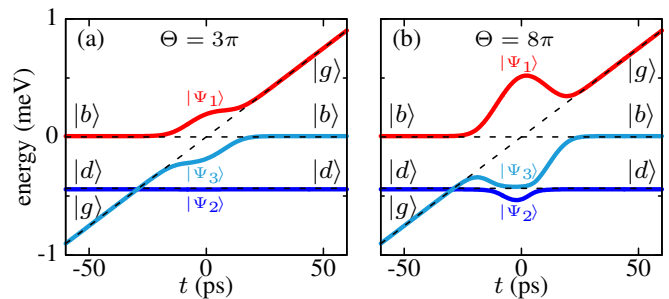 (a) Θ = 3π
(b) Θ = 8π
energy (meV)
1
0
-1
|b⟩
|d⟩
|g⟩
|Ψ₁⟩
|Ψ₃⟩
|Ψ₂⟩
|g⟩
|b⟩
|d⟩
|b⟩
|d⟩
|g⟩
|Ψ₁⟩
|Ψ₃⟩
|Ψ₂⟩
|g⟩
|b⟩
|d⟩
-50 0 50
-50 0 50
t (ps)
t (ps)